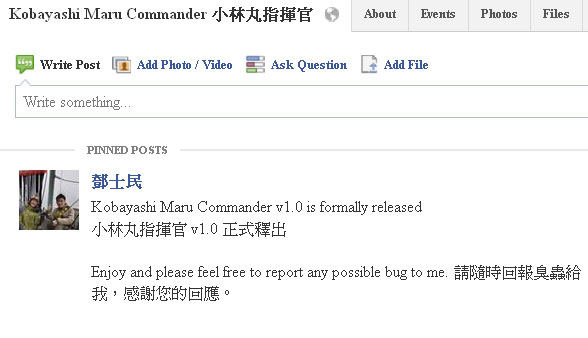 Kobayashi Maru Commander 小林丸指揮官
About
Events
Photos
Files
Write Post
Add Photo / Video
Ask Question
Add File
Write something...
PINNED POSTS
鄧士民
Kobayashi Maru Commander v1.0 is formally released
小林丸指揮官 v1.0 正式釋出
Enjoy and please feel free to report any possible bug to me. 請隨時回報臭蟲給
我，感謝您的回應。